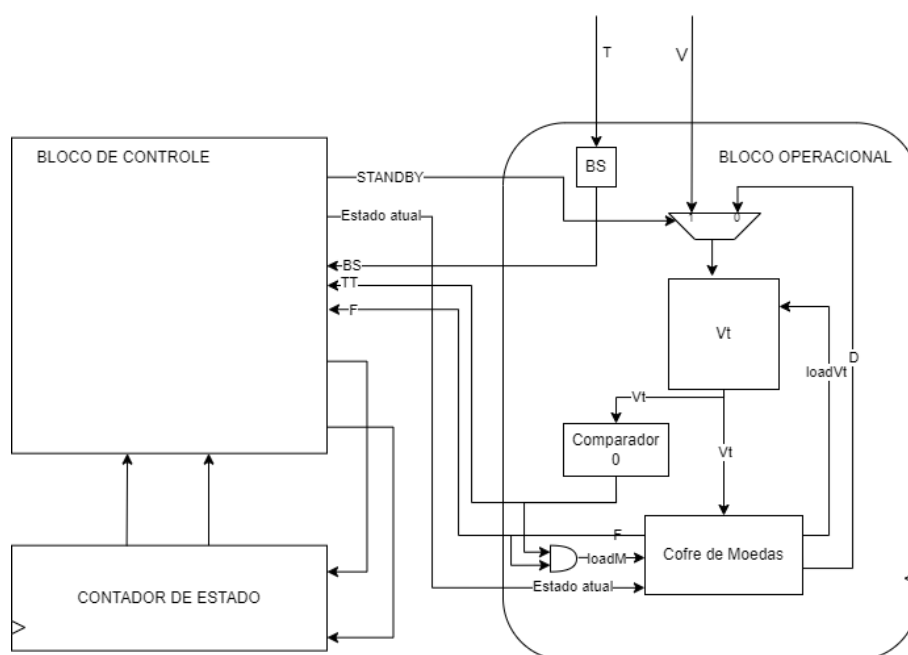 T
V
BLOCO DE CONTROLE
BS
BLOCO OPERACIONAL
STANDBY
1
0
Estado atual
BS
TT
F
Vt
D
loadVt
Vt
Comparador
0
Vt
F
Cofre de Moedas
loadM
Estado atual
CONTADOR DE ESTADO